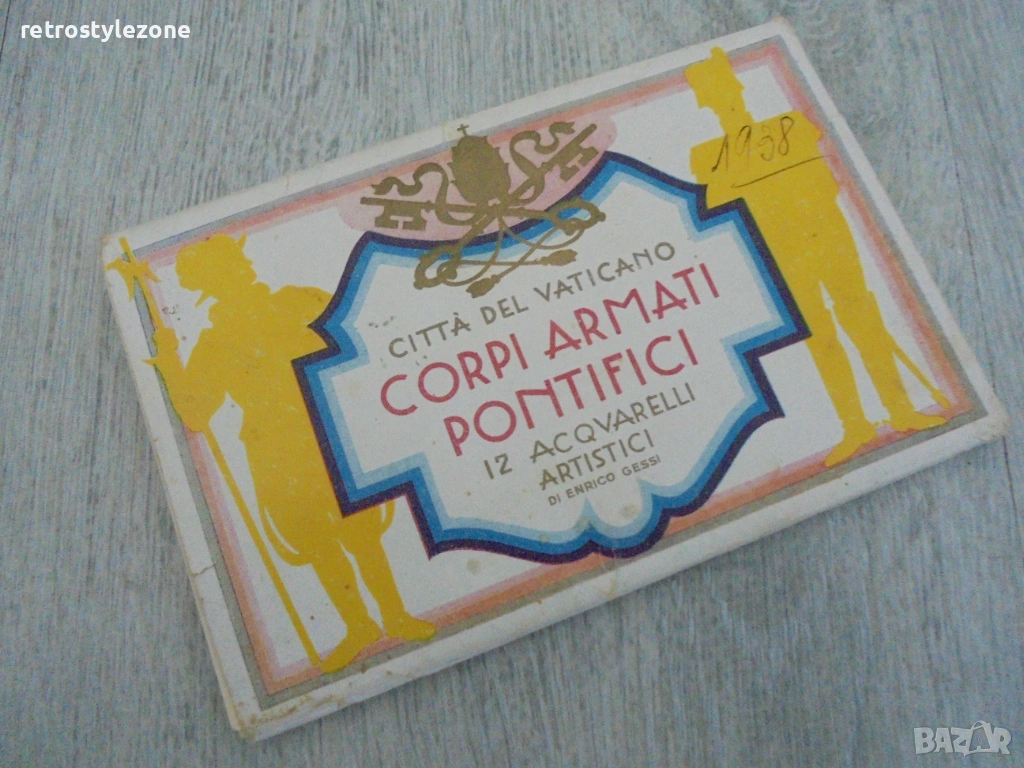 retrostylezone
1938
CITTÀ DEL VATICANO
CORPI ARMATI
PONTIFICI
12 ACQVARELLI
ARTISTICI
DI ENRICO GESSI
BAZAR